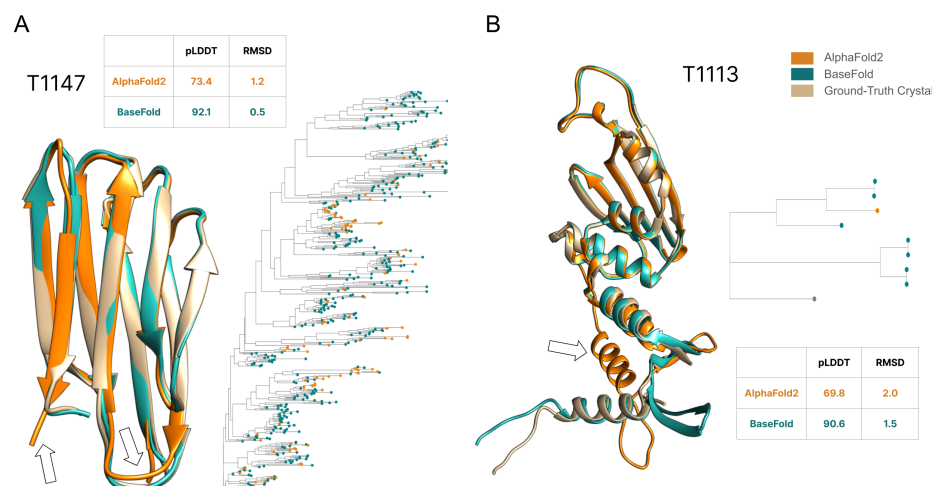 A
pLDDT RMSD
T1147
AlphaFold2 73.4 1.2
BaseFold 92.1 0.5
B
T1113
AlphaFold2
BaseFold
Ground-Truth Crystal
pLDDT RMSD
AlphaFold2 69.8 2.0
BaseFold 90.6 1.5